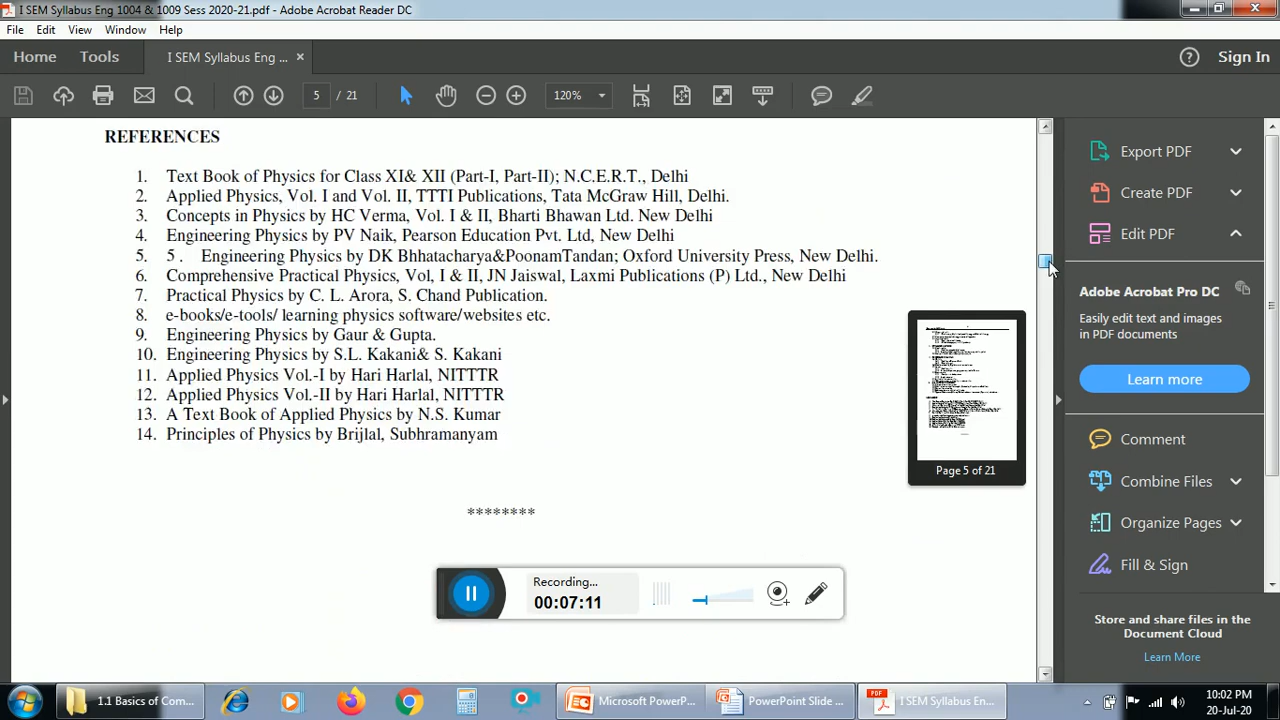 I SEM Syllabus Eng 1004 & 1009 Sess 2020-21.pdf - Adobe Acrobat Reader DC
File Edit View Window Help
Home Tools I SEM Syllabus Eng ... × Sign In
5 / 21 120%
REFERENCES
1. Text Book of Physics for Class XI& XII (Part-I, Part-II); N.C.E.R.T., Delhi
2. Applied Physics, Vol. I and Vol. II, TTTI Publications, Tata McGraw Hill, Delhi.
3. Concepts in Physics by HC Verma, Vol. I & II, Bharti Bhawan Ltd. New Delhi
4. Engineering Physics by PV Naik, Pearson Education Pvt. Ltd, New Delhi
5. 5 . Engineering Physics by DK Bhhatacharya&PoonamTandan; Oxford University Press, New Delhi.
6. Comprehensive Practical Physics, Vol, I & II, JN Jaiswal, Laxmi Publications (P) Ltd., New Delhi
7. Practical Physics by C. L. Arora, S. Chand Publication.
8. e-books/e-tools/ learning physics software/websites etc.
9. Engineering Physics by Gaur & Gupta.
10. Engineering Physics by S.L. Kakani& S. Kakani
11. Applied Physics Vol.-I by Hari Harlal, NITTTR
12. Applied Physics Vol.-II by Hari Harlal, NITTTR
13. A Text Book of Applied Physics by N.S. Kumar
14. Principles of Physics by Brijlal, Subhramanyam
********
Page 5 of 21
Recording...
00:07:11
Export PDF
Create PDF
Edit PDF
Adobe Acrobat Pro DC
Easily edit text and images
in PDF documents
Learn more
Comment
Combine Files
Organize Pages
Fill & Sign
Store and share files in the
Document Cloud
Learn More
1.1 Basics of Com...
Microsoft PowerP...
PowerPoint Slide ...
I SEM Syllabus En...
10:02 PM
20-Jul-20